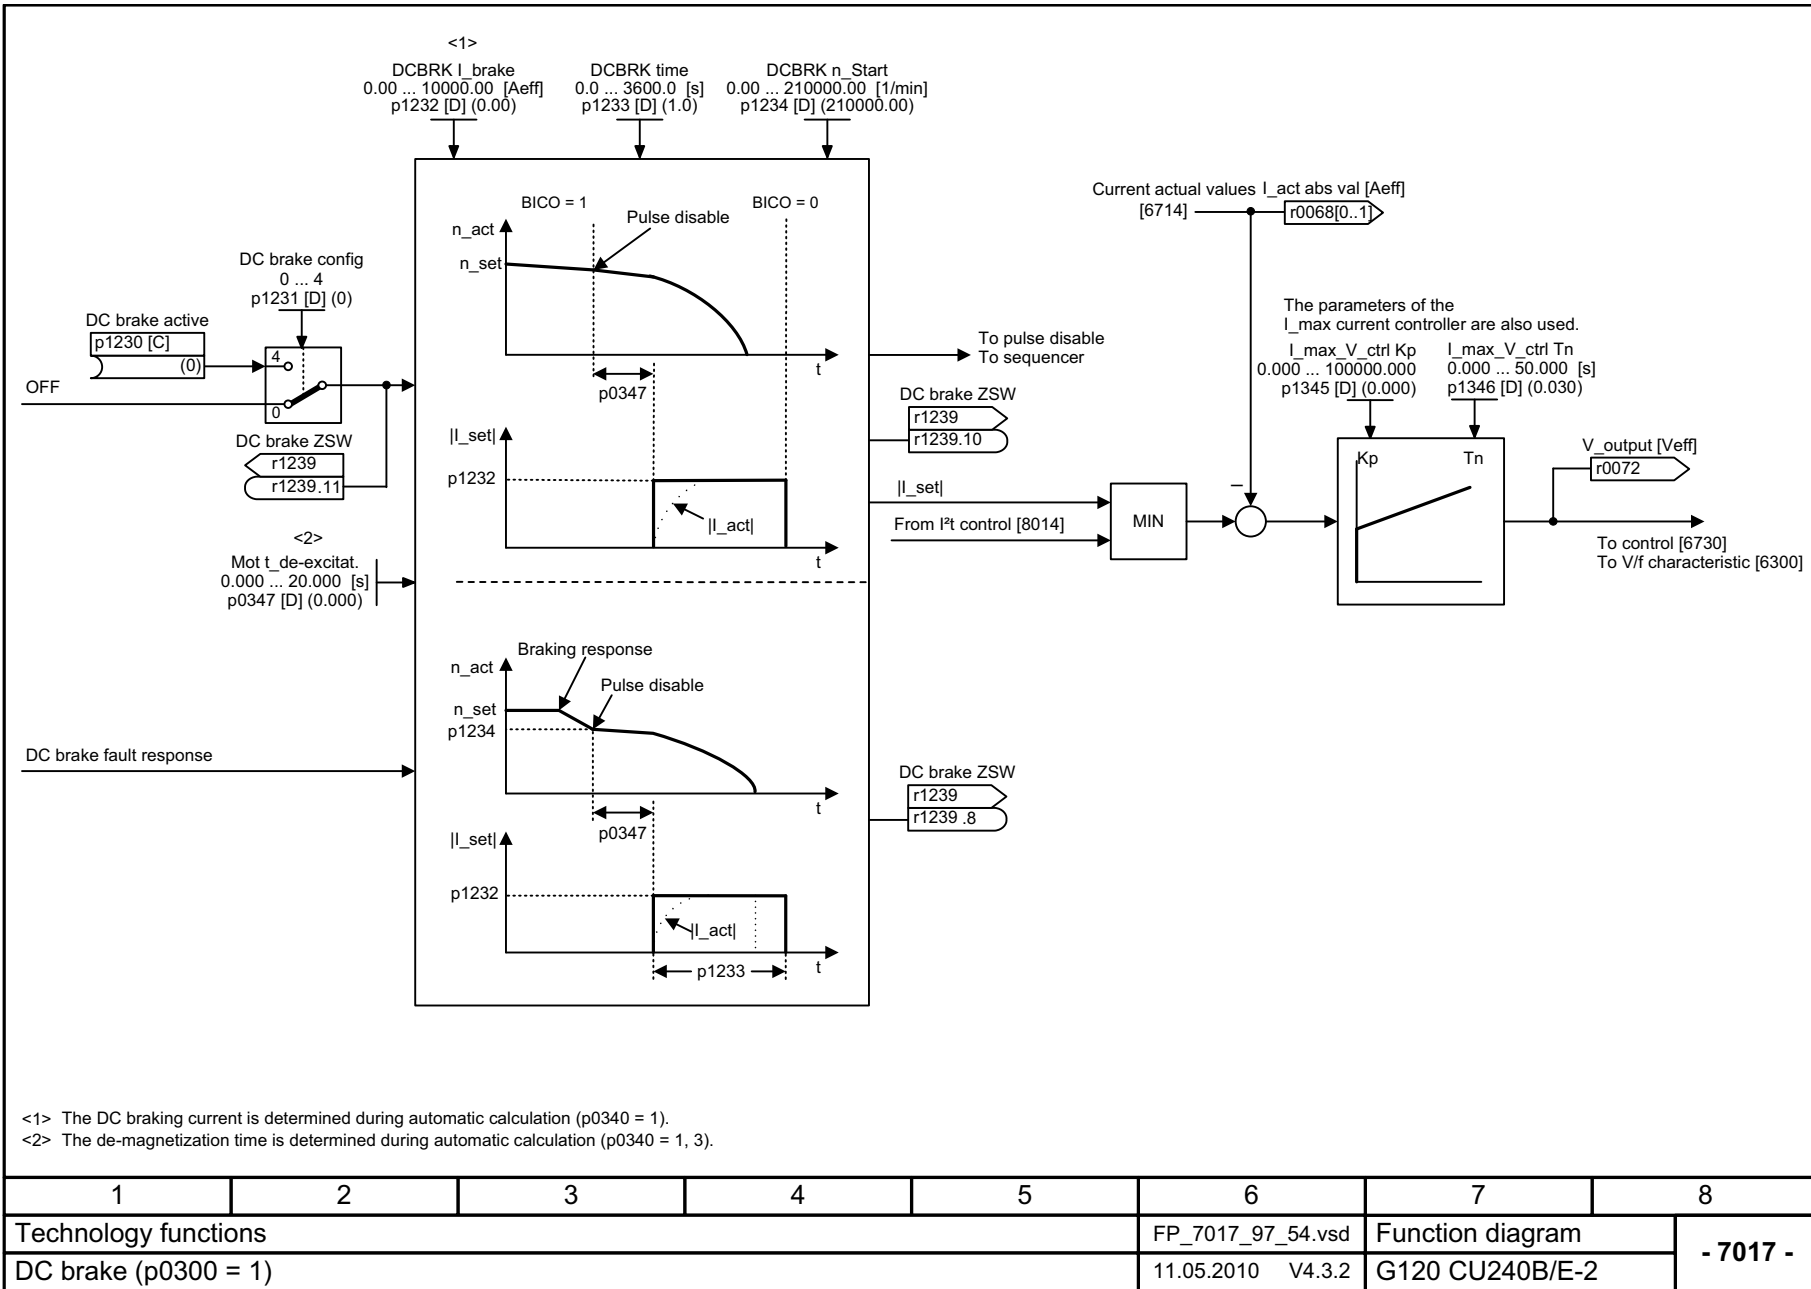 <1>
DCBRK I_brake
0.00 ... 10000.00 [Aeff]
p1232 [D] (0.00)
DCBRK time
0.0 ... 3600.0 [s]
p1233 [D] (1.0)
DCBRK n_Start
0.00 ... 210000.00 [1/min]
p1234 [D] (210000.00)
BICO = 1
BICO = 0
Pulse disable
n_act
n_set
t
p0347
|I_set|
p1232
|I_act|
t
DC brake config
0 ... 4
p1231 [D] (0)
DC brake active
p1230 [C]
(0)
4
0
OFF
DC brake ZSW
r1239
r1239.11
<2>
Mot t_de-excitat.
0.000 ... 20.000 [s]
p0347 [D] (0.000)
Braking response
n_act
Pulse disable
n_set
p1234
t
p0347
|I_set|
p1232
|I_act|
p1233
t
DC brake fault response
To pulse disable
To sequencer
DC brake ZSW
r1239
r1239.10
|I_set|
From I²t control [8014]
MIN
DC brake ZSW
r1239
r1239 .8
Current actual values
[6714]
I_act abs val [Aeff]
r0068[0..1]
–
The parameters of the
I_max current controller are also used.
I_max_V_ctrl Kp
0.000 ... 100000.000
p1345 [D] (0.000)
I_max_V_ctrl Tn
0.000 ... 50.000 [s]
p1346 [D] (0.030)
Kp
Tn
V_output [Veff]
r0072
To control [6730]
To V/f characteristic [6300]
<1> The DC braking current is determined during automatic calculation (p0340 = 1).
<2> The de-magnetization time is determined during automatic calculation (p0340 = 1, 3).
1 2 3 4 5 6 7 8
Technology functions
FP_7017_97_54.vsd
Function diagram
- 7017 -
DC brake (p0300 = 1)
11.05.2010 V4.3.2
G120 CU240B/E-2